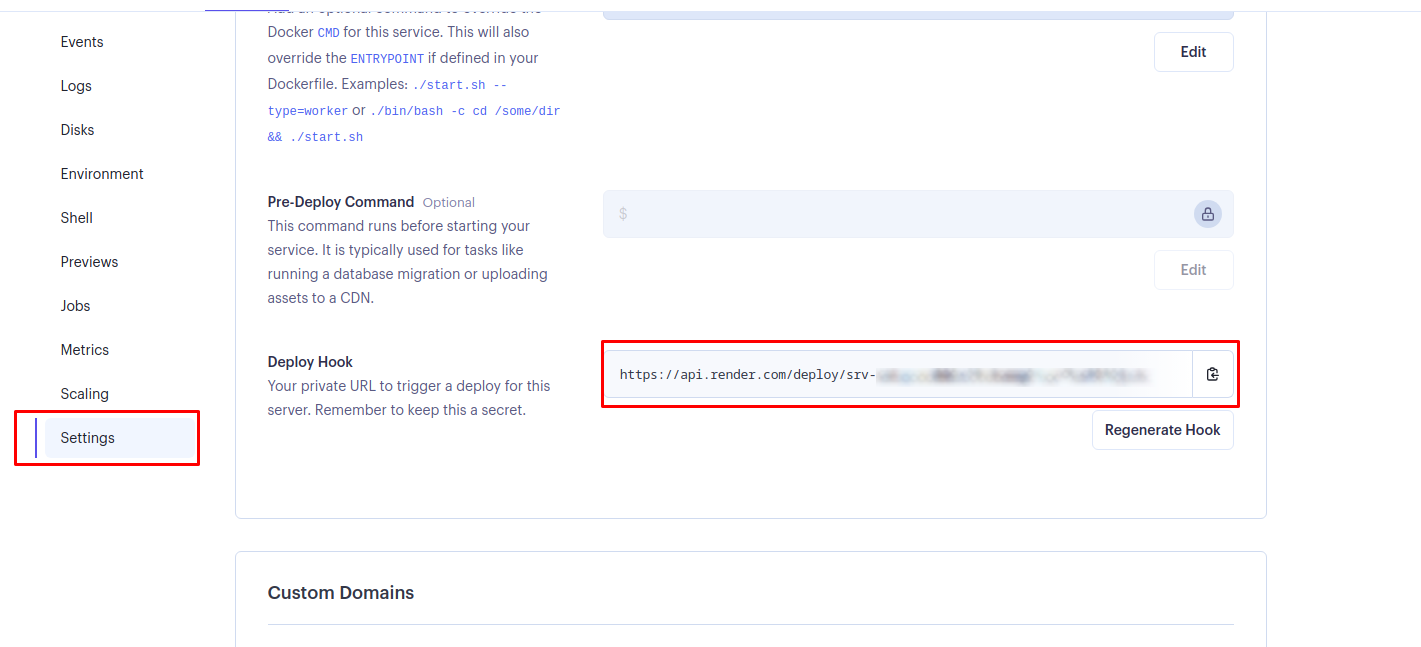 Events
Logs
Disks
Environment
Shell
Previews
Jobs
Metrics
Scaling
Settings
Docker CMD for this service. This will also
override the ENTRYPOINT if defined in your
Dockerfile. Examples: ./start.sh --
type=worker or ./bin/bash -c cd /some/dir
&& ./start.sh
Edit
Pre-Deploy Command Optional
This command runs before starting your
service. It is typically used for tasks like
running a database migration or uploading
assets to a CDN.
$
Edit
Deploy Hook
Your private URL to trigger a deploy for this
server. Remember to keep this a secret.
https://api.render.com/deploy/srv-
Regenerate Hook
Custom Domains